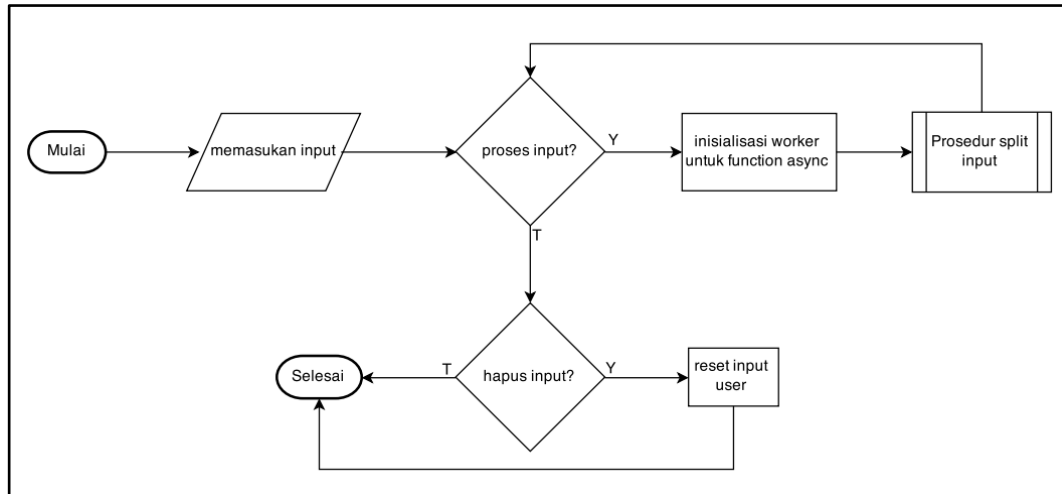 Mulai
memasukan input
proses input?
Y
inisialisasi worker
untuk function async
Prosedur split
input
T
hapus input?
Y
reset input
user
T
Selesai